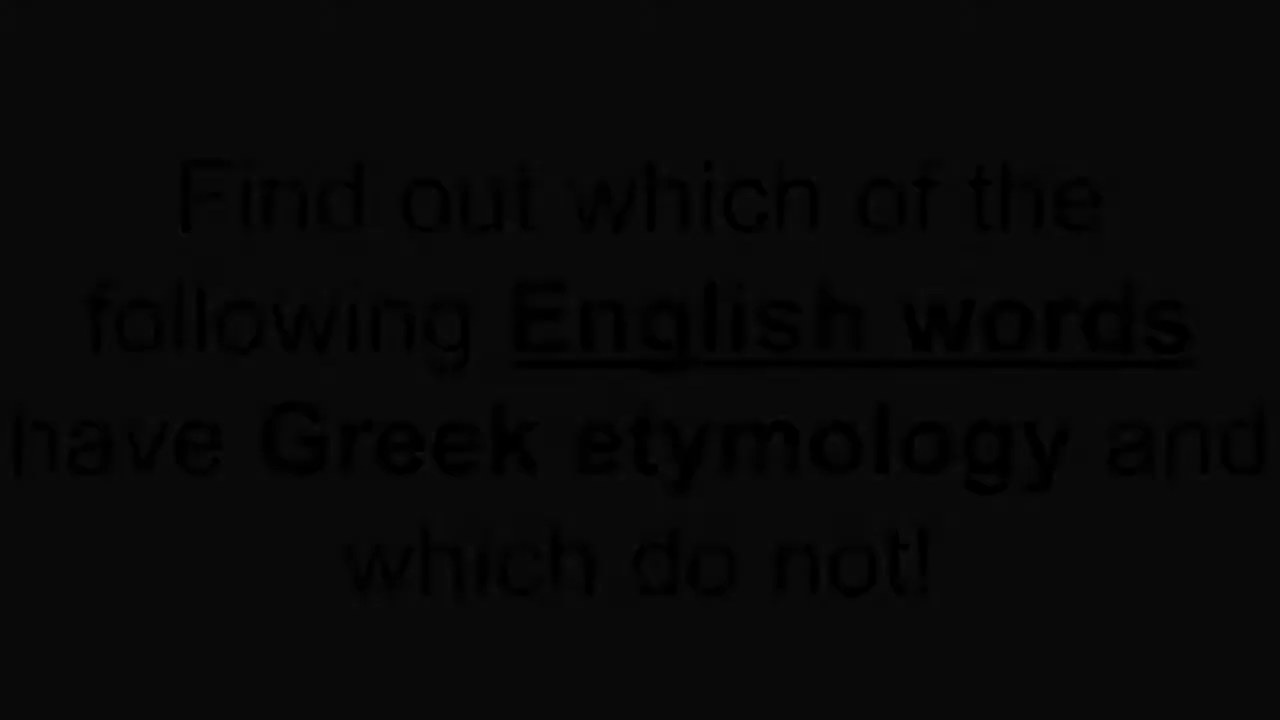 Find out which of the
following English words
have Greek etymology and
which do not!